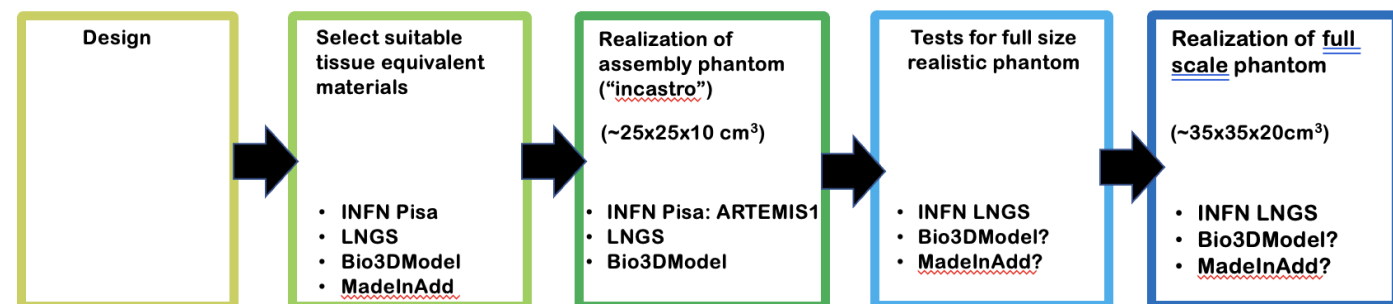 Design
Select suitable
tissue equivalent
materials
• INFN Pisa
• LNGS
• Bio3DModel
• MadeInAdd
Realization of
assembly phantom
(“incastro”)
(~25x25x10 cm³)
• INFN Pisa: ARTEMIS1
• LNGS
• Bio3DModel
Tests for full size
realistic phantom
• INFN LNGS
• Bio3DModel?
• MadeInAdd?
Realization of full
scale phantom
(~35x35x20cm³)
• INFN LNGS
• Bio3DModel?
• MadeInAdd?